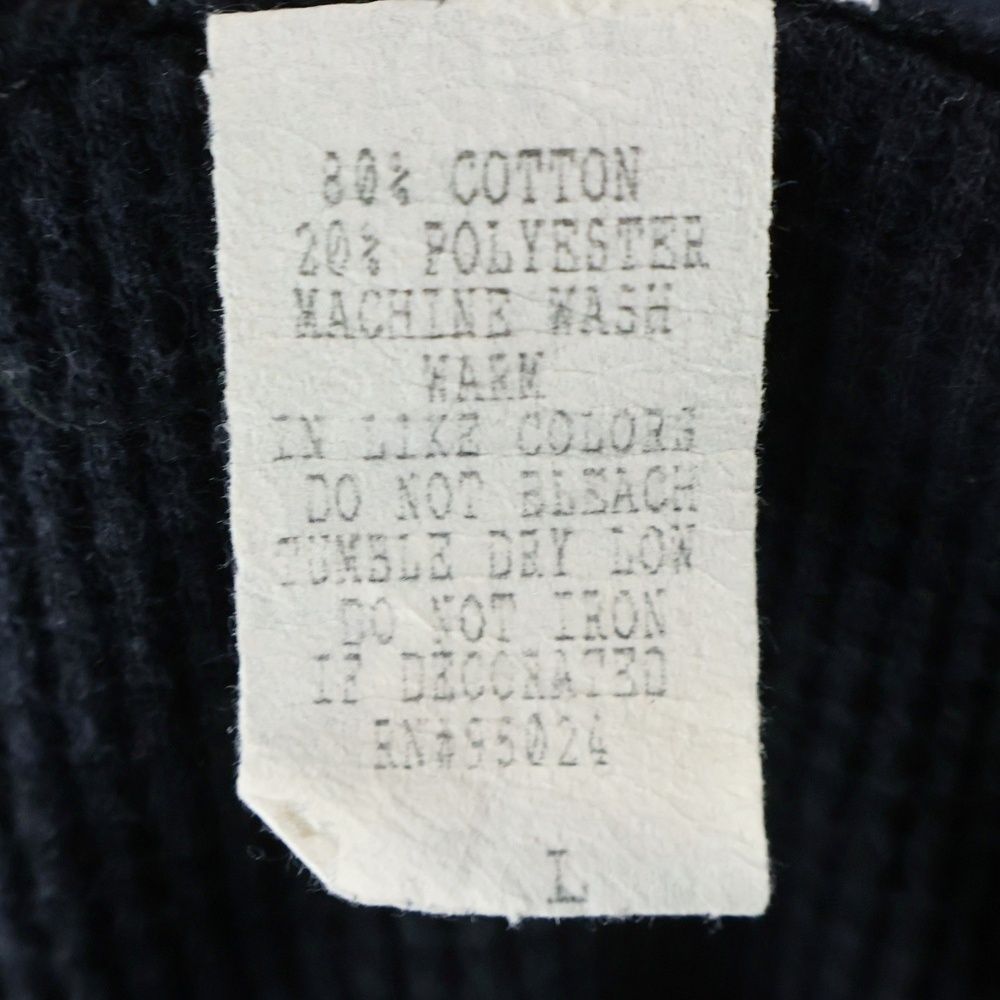 80% COTTON
20% POLYESTER
MACHINE WASH
WARM
IN LIKE COLORS
DO NOT BLEACH
TUMBLE DRY LOW
DO NOT IRON
IF DECORATED
RN#93024
L